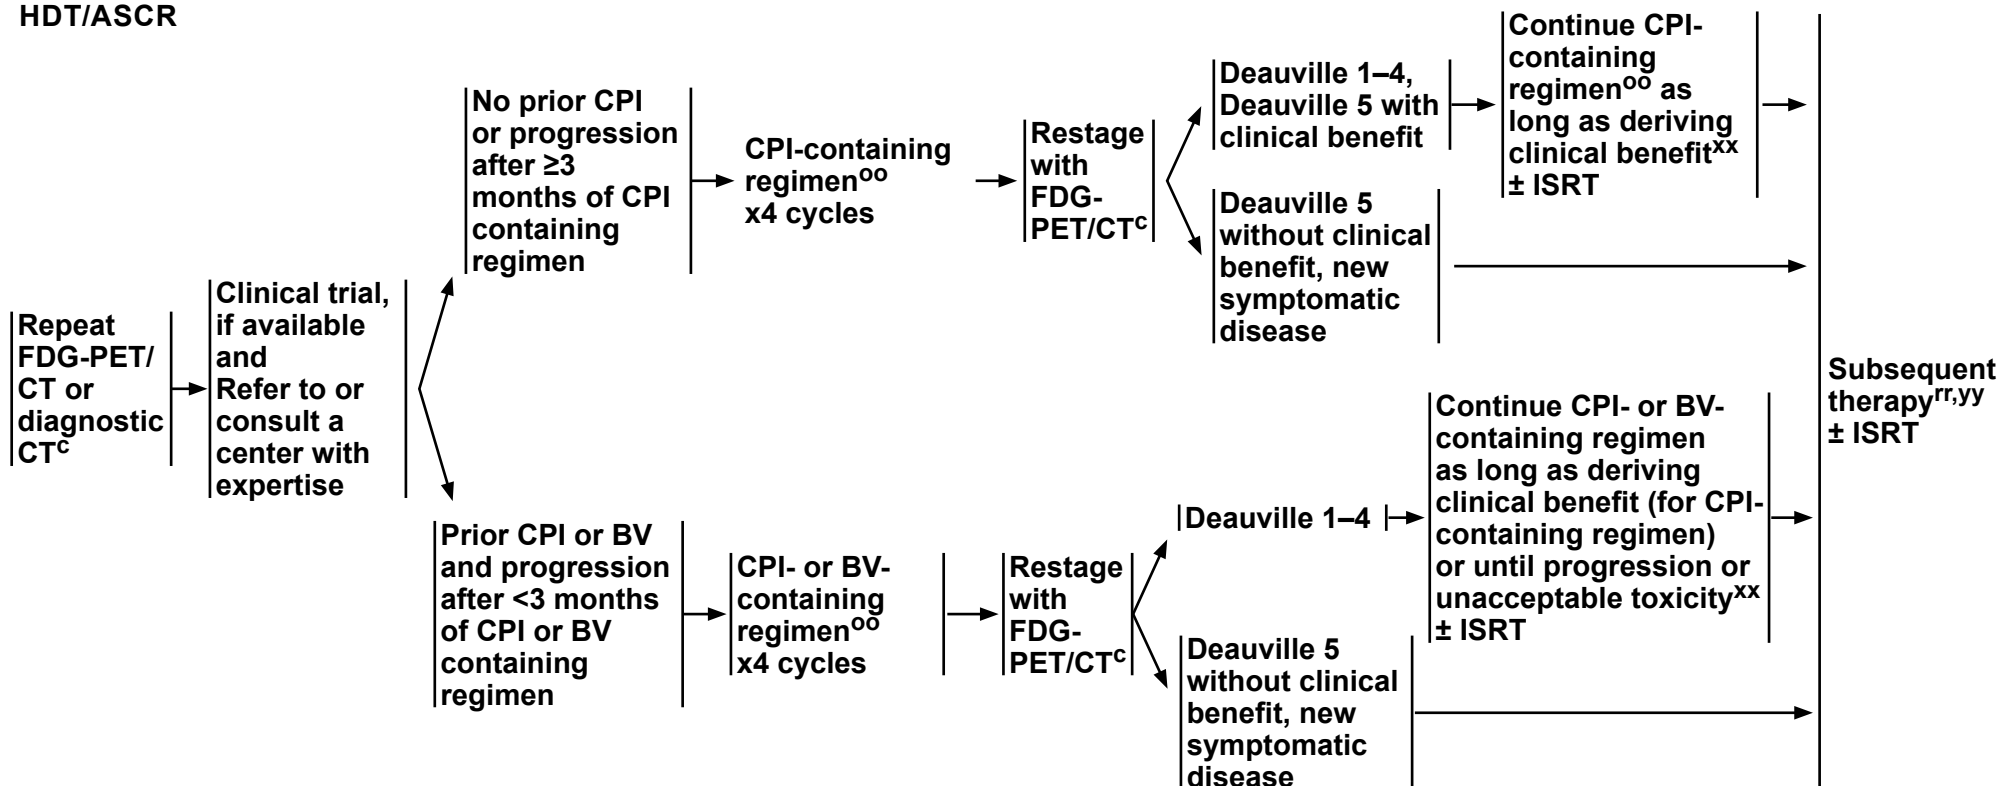 HDT/ASCR
Repeat
FDG-PET/
CT or
diagnostic
CTᶜ
Clinical trial,
if available
and
Refer to or
consult a
center with
expertise
No prior CPI
or progression
after ≥3
months of CPI
containing
regimen
CPI-containing
regimenᵒᵒ
x4 cycles
Restage
with
FDG-
PET/CTᶜ
Deauville 1–4,
Deauville 5 with
clinical benefit
Continue CPI-
containing
regimenᵒᵒ as
long as deriving
clinical benefitˣˣ
± ISRT
Deauville 5
without clinical
benefit, new
symptomatic
disease
Prior CPI or BV
and progression
after <3 months
of CPI or BV
containing
regimen
CPI- or BV-
containing
regimenᵒᵒ
x4 cycles
Restage
with
FDG-
PET/CTᶜ
Deauville 1–4
Continue CPI- or BV-
containing regimen
as long as deriving
clinical benefit (for CPI-
containing regimen)
or until progression or
unacceptable toxicityˣˣ
± ISRT
Deauville 5
without clinical
benefit, new
symptomatic
disease
Subsequent
therapyʳʳ,ʸʸ
± ISRT